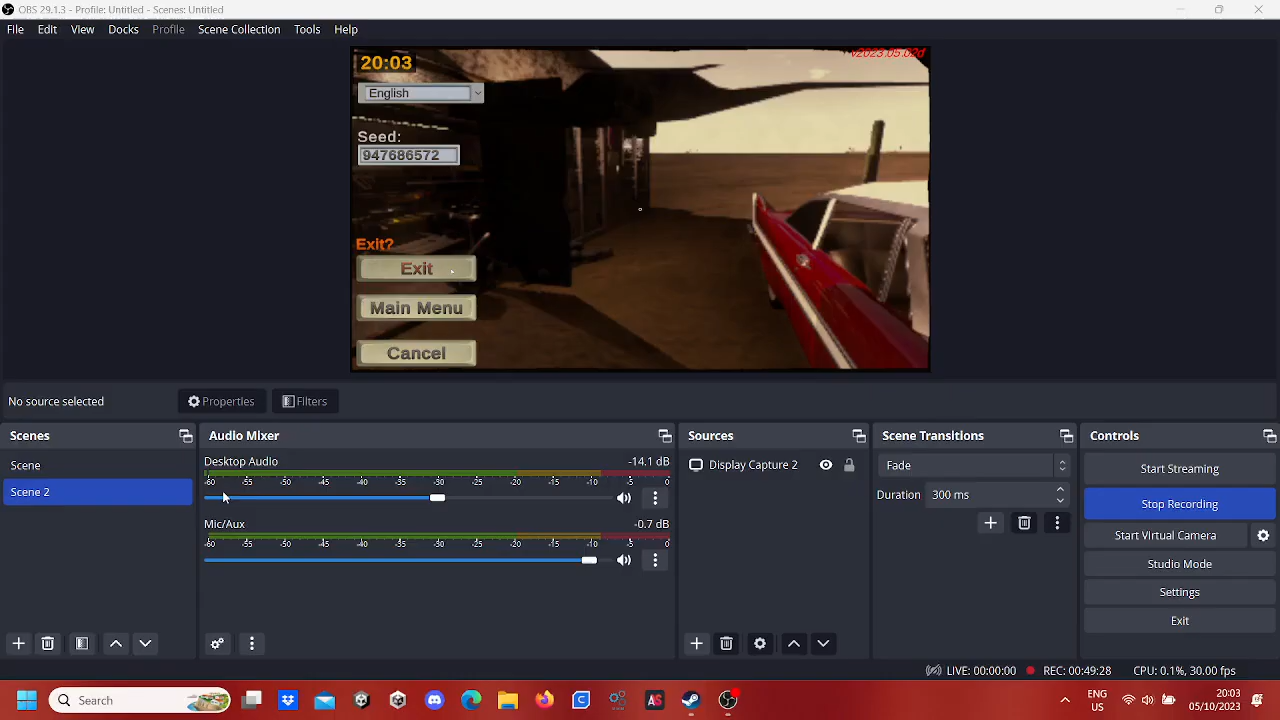 OBS 29.1.3 - Profile: Untitled - Scenes: Untitled
File Edit View Docks Profile Scene Collection Tools Help
20:03
v2023.05.02d
English
Seed:
947686572
Exit?
Exit
Main Menu
Cancel
No source selected
Properties
Filters
Scenes
Scene
Scene 2
Audio Mixer
Desktop Audio -14.1 dB
-60 -55 -50 -45 -40 -35 -30 -25 -20 -15 -10 -5 0
Mic/Aux -0.7 dB
-60 -55 -50 -45 -40 -35 -30 -25 -20 -15 -10 -5 0
Sources
Display Capture 2
Scene Transitions
Fade
Duration 300 ms
Controls
Start Streaming
Stop Recording
Start Virtual Camera
Studio Mode
Settings
Exit
LIVE: 00:00:00 REC: 00:49:28 CPU: 0.1%, 30.00 fps
Search
C
AS
ENG
US
20:03
05/10/2023